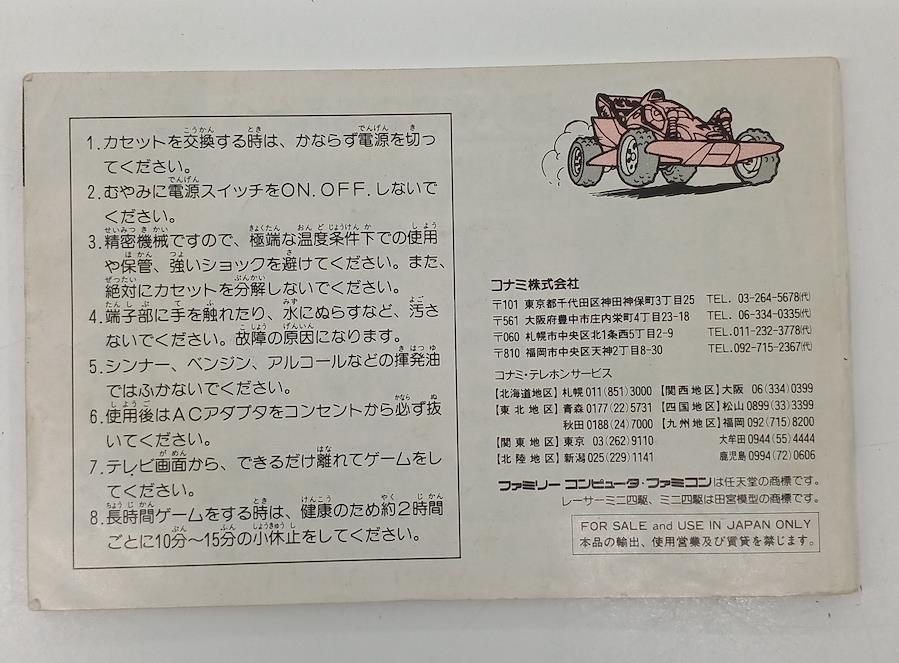 1.カセットを交換する時は、かならず電源を切っ
てください。
2.むやみに電源スイッチをON.OFF.しないで
ください。
3.精密機械ですので、極端な温度条件下での使用
や保管、強いショックを避けてください。また、
絶対にカセットを分解しないでください。
4.端子部に手を触れたり、水にぬらすなど、汚さ
ないでください。故障の原因になります。
5.シンナー、ベンジン、アルコールなどの揮発油
ではふかないでください。
6.使用後はACアダプタをコンセントから必ず抜
いてください。
7.テレビ画面から、できるだけ離れてゲームをし
てください。
8.長時間ゲームをする時は、健康のため約2時間
ごとに10分〜15分の小休止をしてください。
コナミ株式会社
〒101 東京都千代田区神田神保町3丁目25 TEL. 03-264-5678(代)
〒561 大阪府豊中市庄内栄町4丁目23-18 TEL. 06-334-0335(代)
〒060 札幌市中央区北1条西5丁目2-9 TEL.011-232-3778(代)
〒810 福岡市中央区天神2丁目8-30 TEL.092-715-2367(代)
コナミ・テレホンサービス
【北海道地区】札幌 011(851)3000 【関西地区】大阪 06(334)0399
【東北地区】青森 0177(22)5731 【四国地区】松山 0899(33)3399
秋田 0188(24)7000 【九州地区】福岡 092(715)8200
【関東地区】東京 03(262)9110 大牟田 0944(55)4444
【北陸地区】新潟 025(229)1141 鹿児島 0994(72)0606
ファミリー コンピュータ・ファミコンは任天堂の商標です。
レーサーミニ四駆、ミニ四駆は田宮模型の商標です。
FOR SALE and USE IN JAPAN ONLY
本品の輸出、使用営業及び賃貸を禁じます。